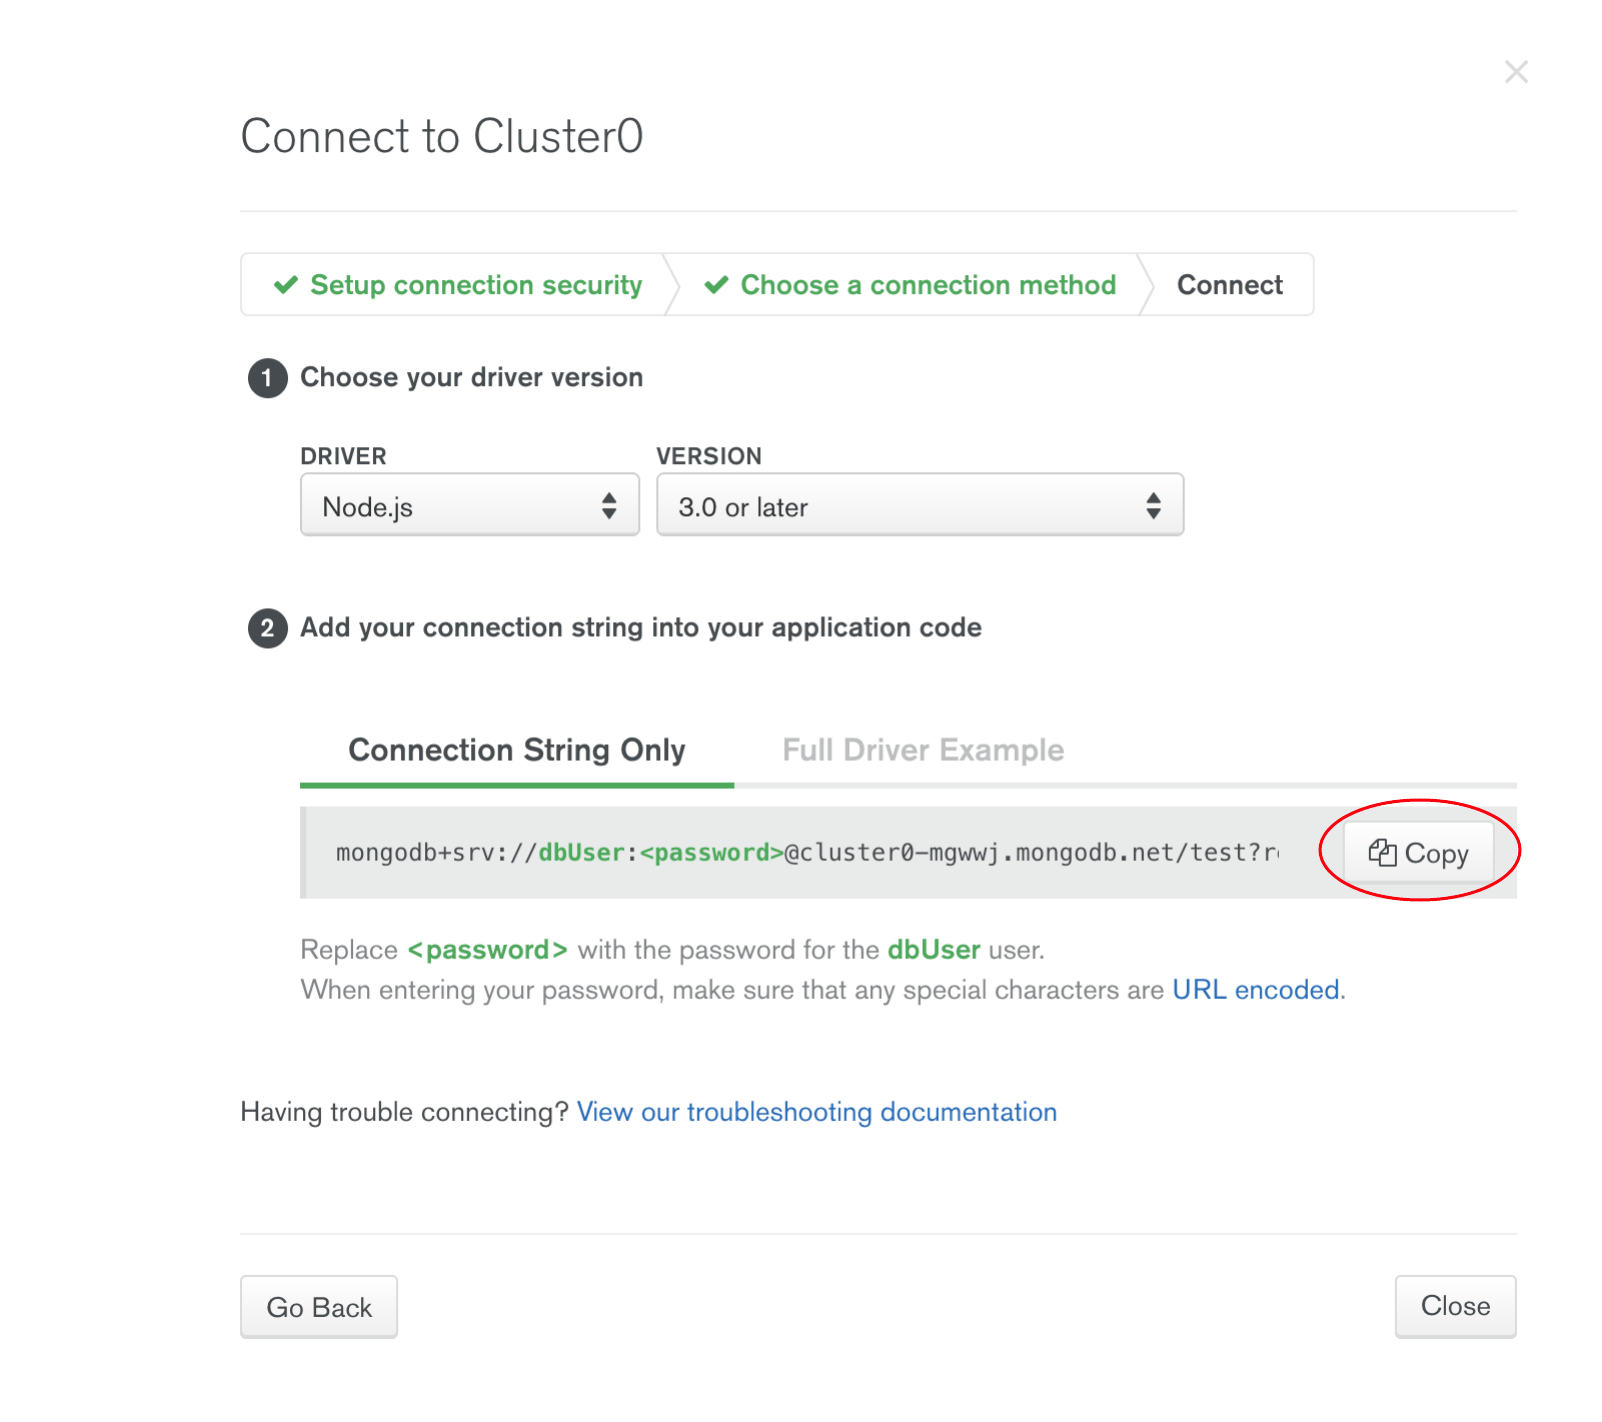 Connect to Cluster0
Setup connection security
Choose a connection method
Connect
1 Choose your driver version
DRIVER
VERSION
Node.js
3.0 or later
2 Add your connection string into your application code
Connection String Only
Full Driver Example
mongodb+srv://dbUser:<password>@cluster0-mgwwj.mongodb.net/test?r
Copy
Replace <password> with the password for the dbUser user.
When entering your password, make sure that any special characters are URL encoded.
Having trouble connecting? View our troubleshooting documentation
Go Back
Close